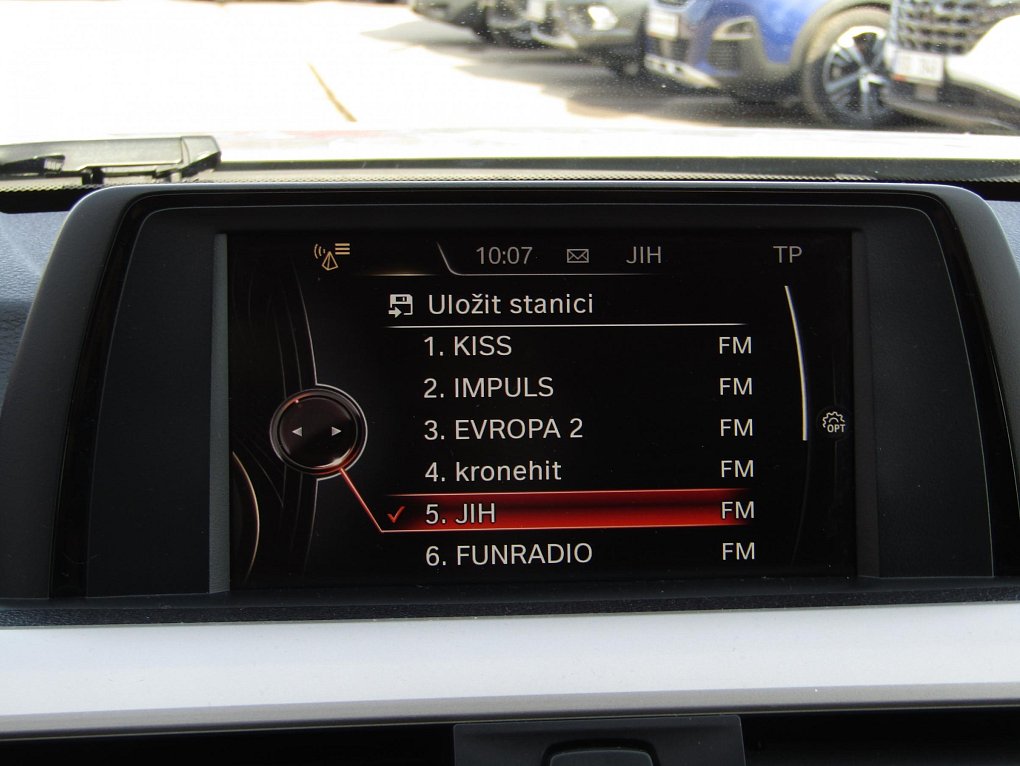 10:07 JIH TP
Uložit stanici
1. KISS FM
2. IMPULS FM
3. EVROPA 2 FM
4. kronehit FM
OPT
5. JIH FM
6. FUNRADIO FM